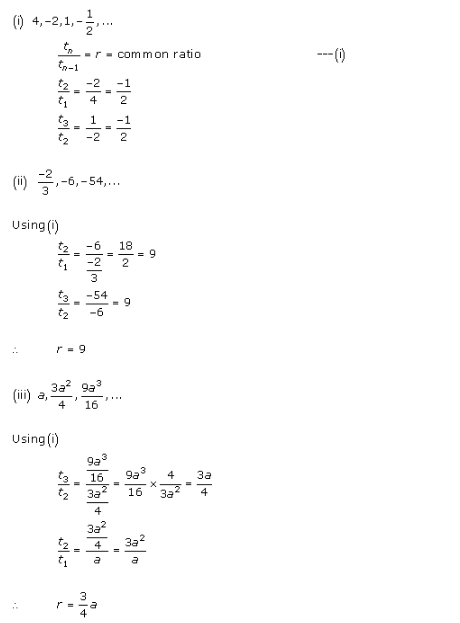 (i) 4, -2, 1, -1/2, ...
t_n/t_{n-1} = r = common ratio ---(i)
t_2/t_1 = -2/4 = -1/2
t_3/t_2 = 1/-2 = -1/2
(ii) -2/3, -6, -54, ...
Using (i)
t_2/t_1 = -6/(-2/3) = 18/2 = 9
t_3/t_2 = -54/-6 = 9
∴ r = 9
(iii) a, 3a²/4, 9a³/16, ...
Using (i)
t_3/t_2 = (9a³/16)/(3a²/4) = 9a³/16 × 4/3a² = 3a/4
t_2/t_1 = (3a²/4)/a = 3a²/a
∴ r = 3/4 a